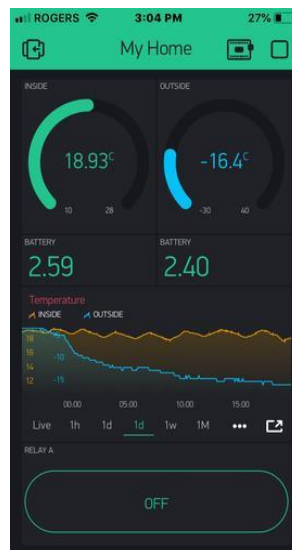 ROGERS 3:04 PM 27%
My Home
INSIDE OUTSIDE
18.93c -16.4c
10 28 -30 40
BATTERY BATTERY
2.59 2.40
Temperature
INSIDE OUTSIDE
18
16 -10
14
12 -15
00:00 05:00 10:00 15:00
Live 1h 1d 1d 1w 1M
RELAY A
OFF